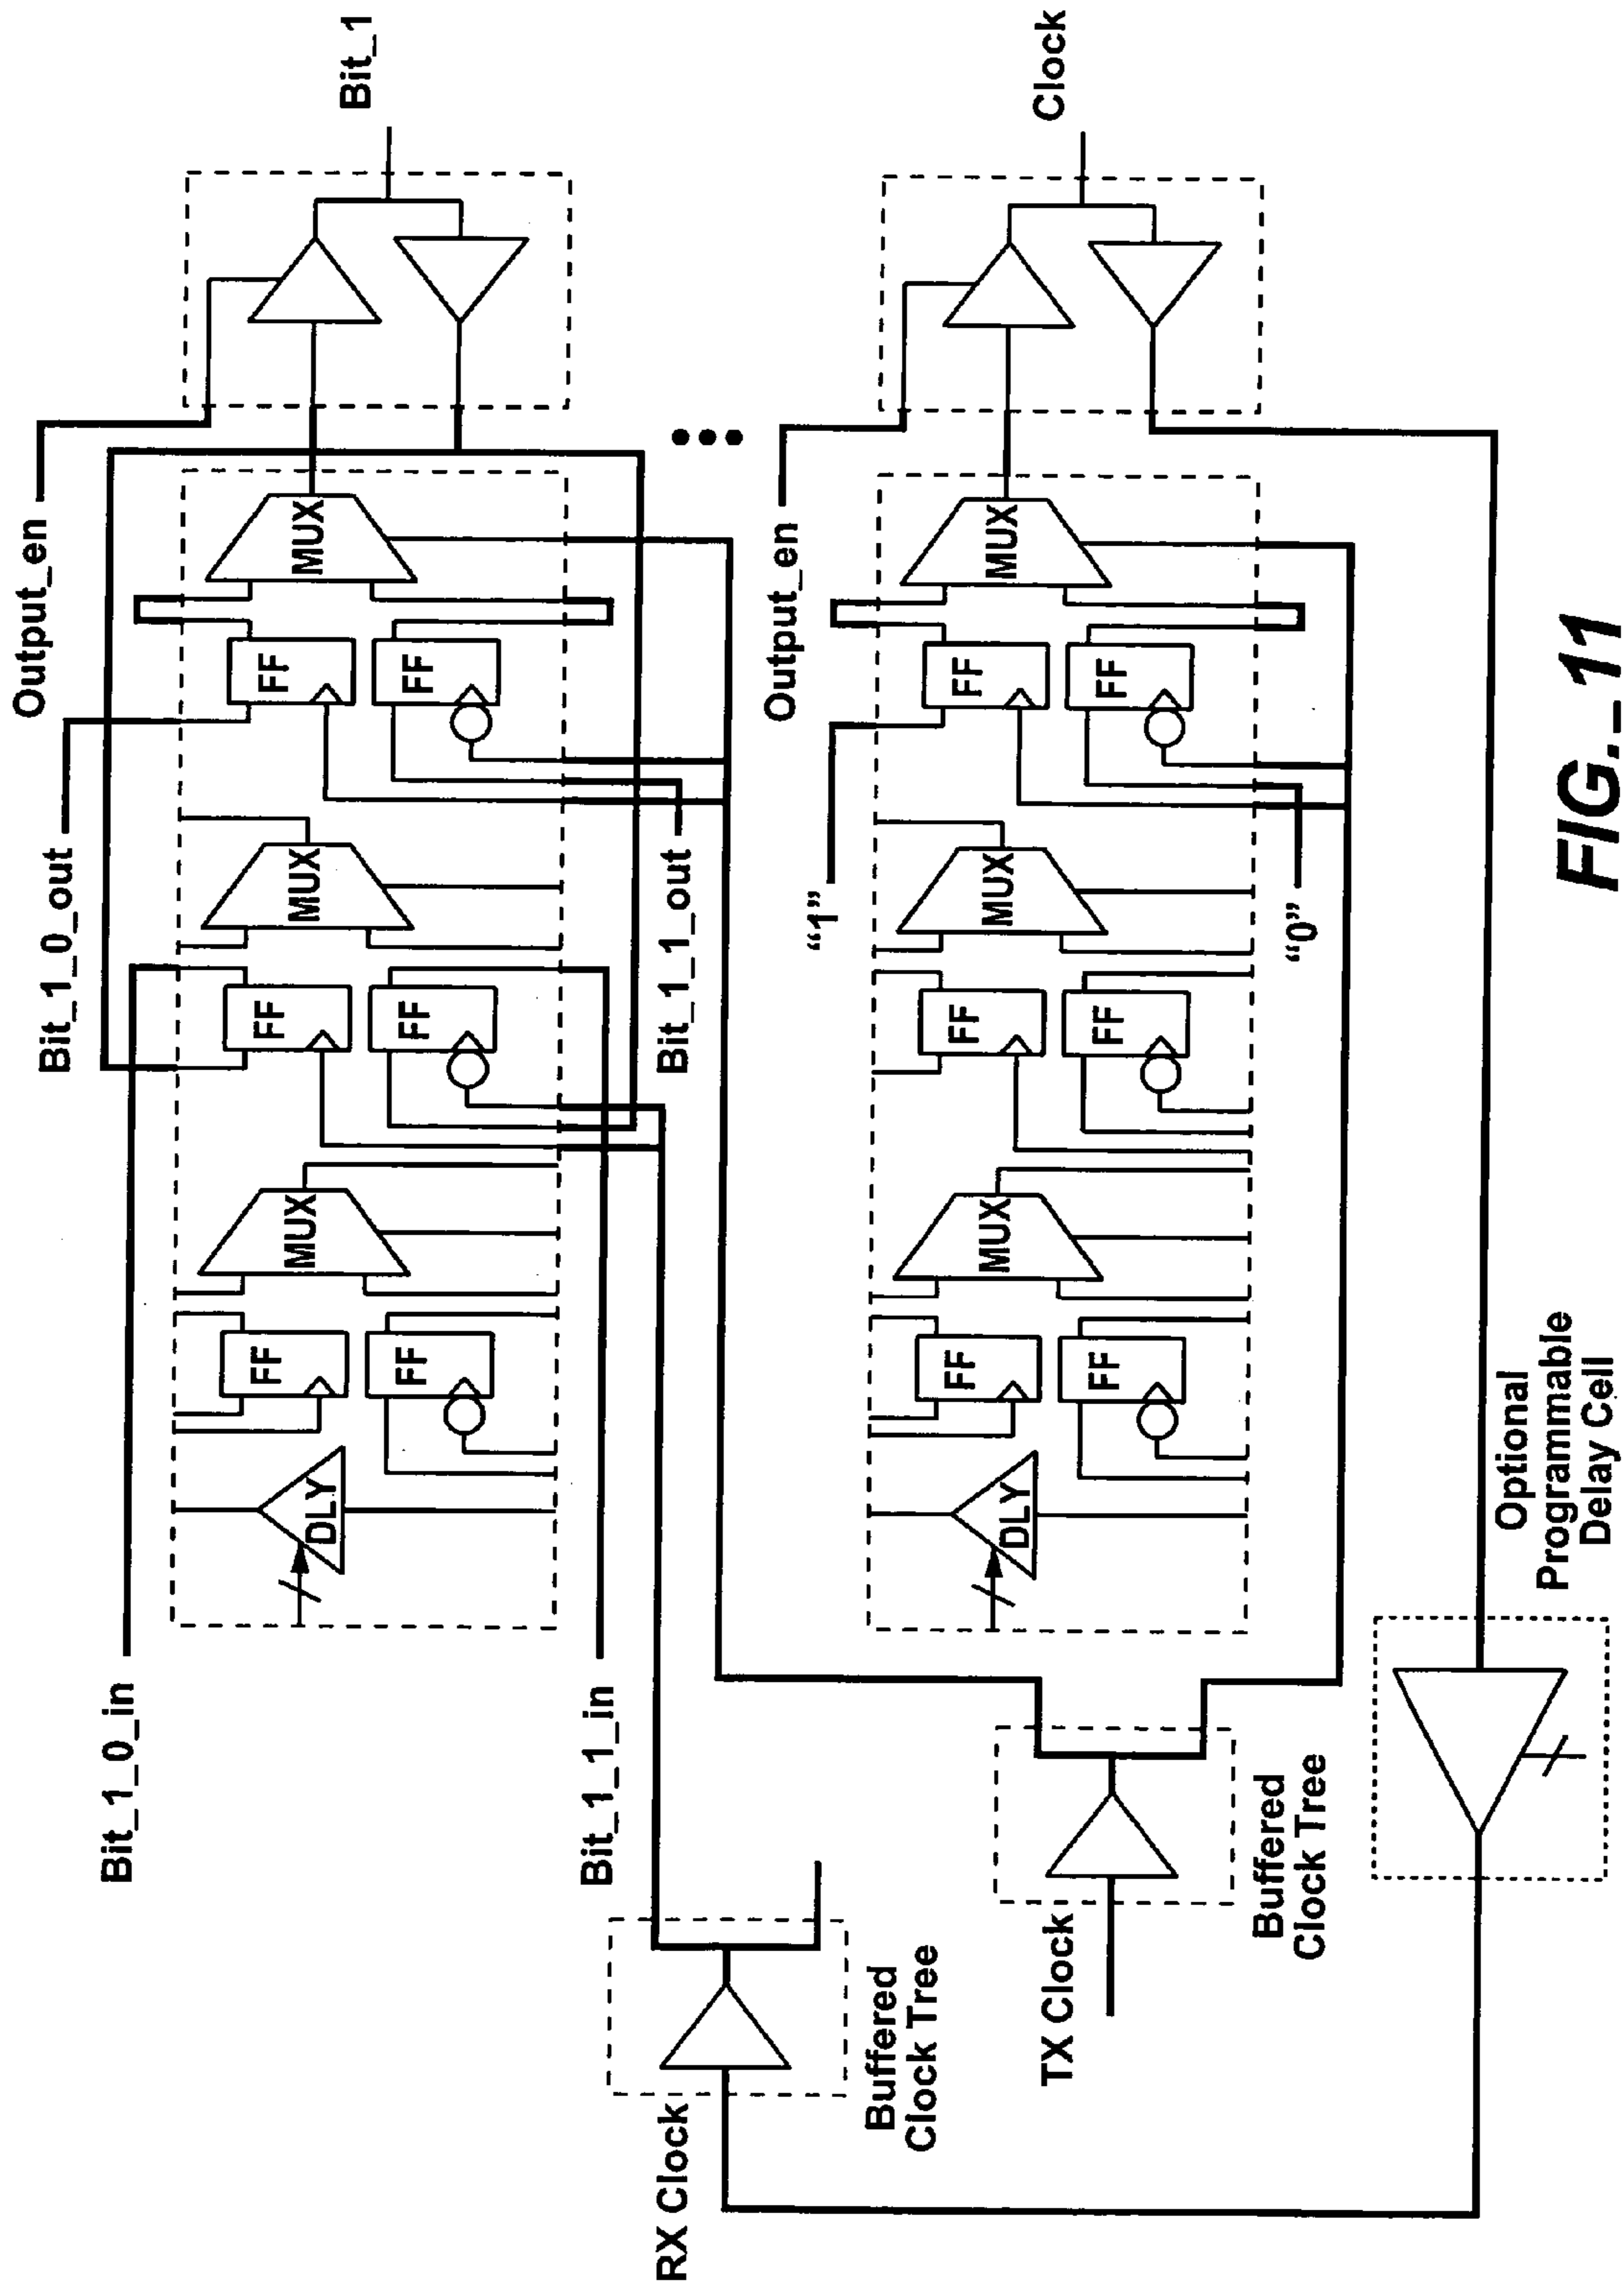 Output_en
Bit_1
Bit_1_0_out
MUX
FF
FF
MUX
FF
FF
MUX
FF
FF
DLY
Bit_1_0_in
Bit_1_1_out
Bit_1_1_in
RX Clock
Buffered
Clock Tree
Output_en
Clock
"1"
MUX
FF
FF
MUX
FF
FF
MUX
FF
FF
DLY
"0"
TX Clock
Buffered
Clock Tree
Optional
Programmable
Delay Cell
FIG._11